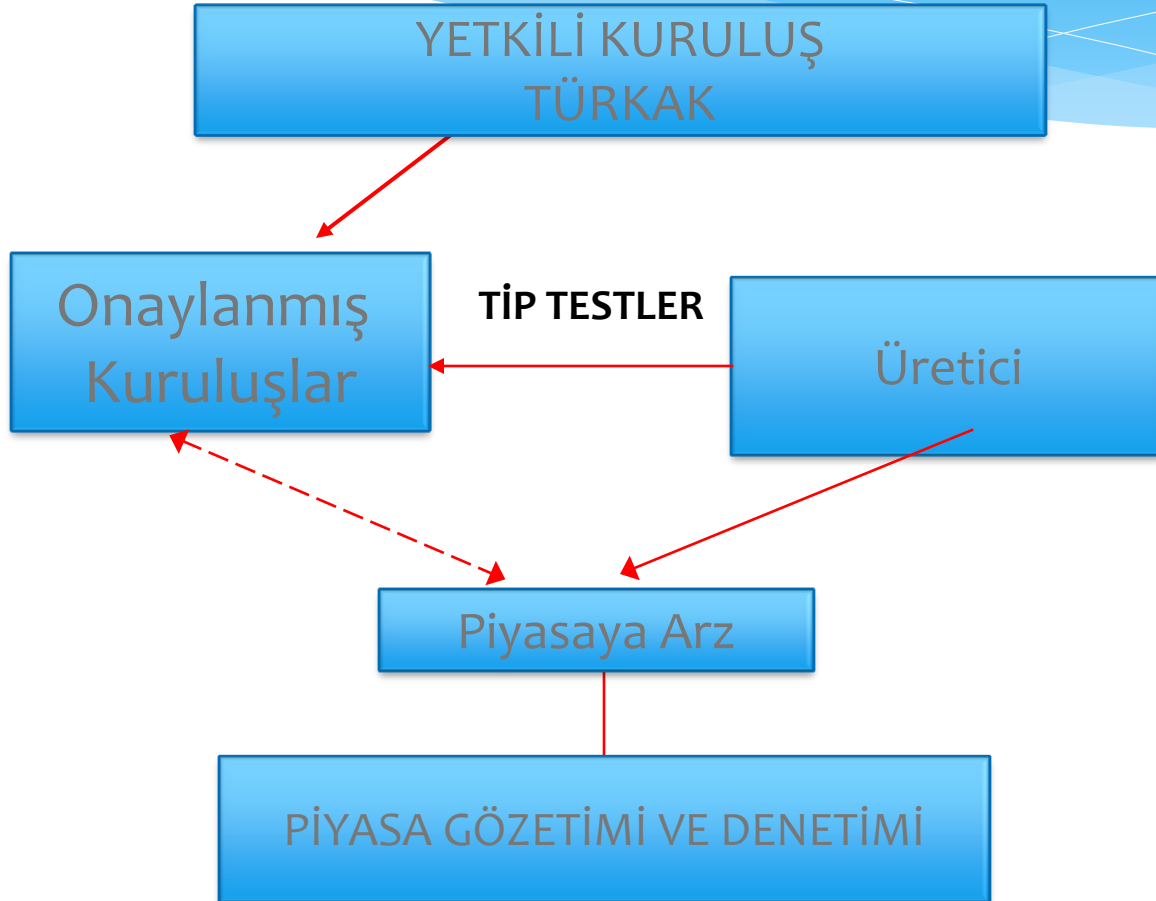 YETKİLİ KURULUŞ
TÜRKAK
Onaylanmış
Kuruluşlar
TİP TESTLER
Üretici
Piyasaya Arz
PİYASA GÖZETİMİ VE DENETİMİ